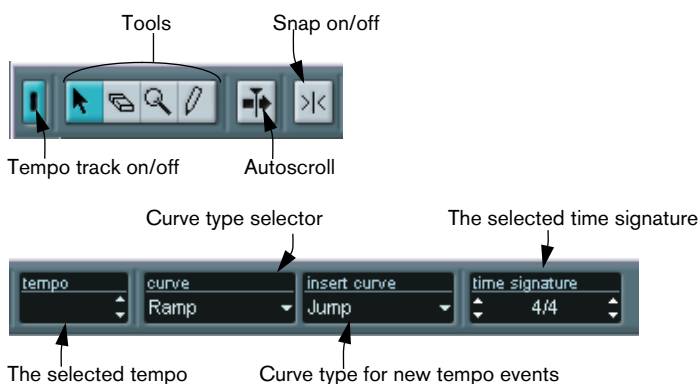 Tools
Snap on/off
Tempo track on/off
Autoscroll
Curve type selector
The selected time signature
tempo
curve
insert curve
time signature
Ramp
Jump
4/4
The selected tempo
Curve type for new tempo events